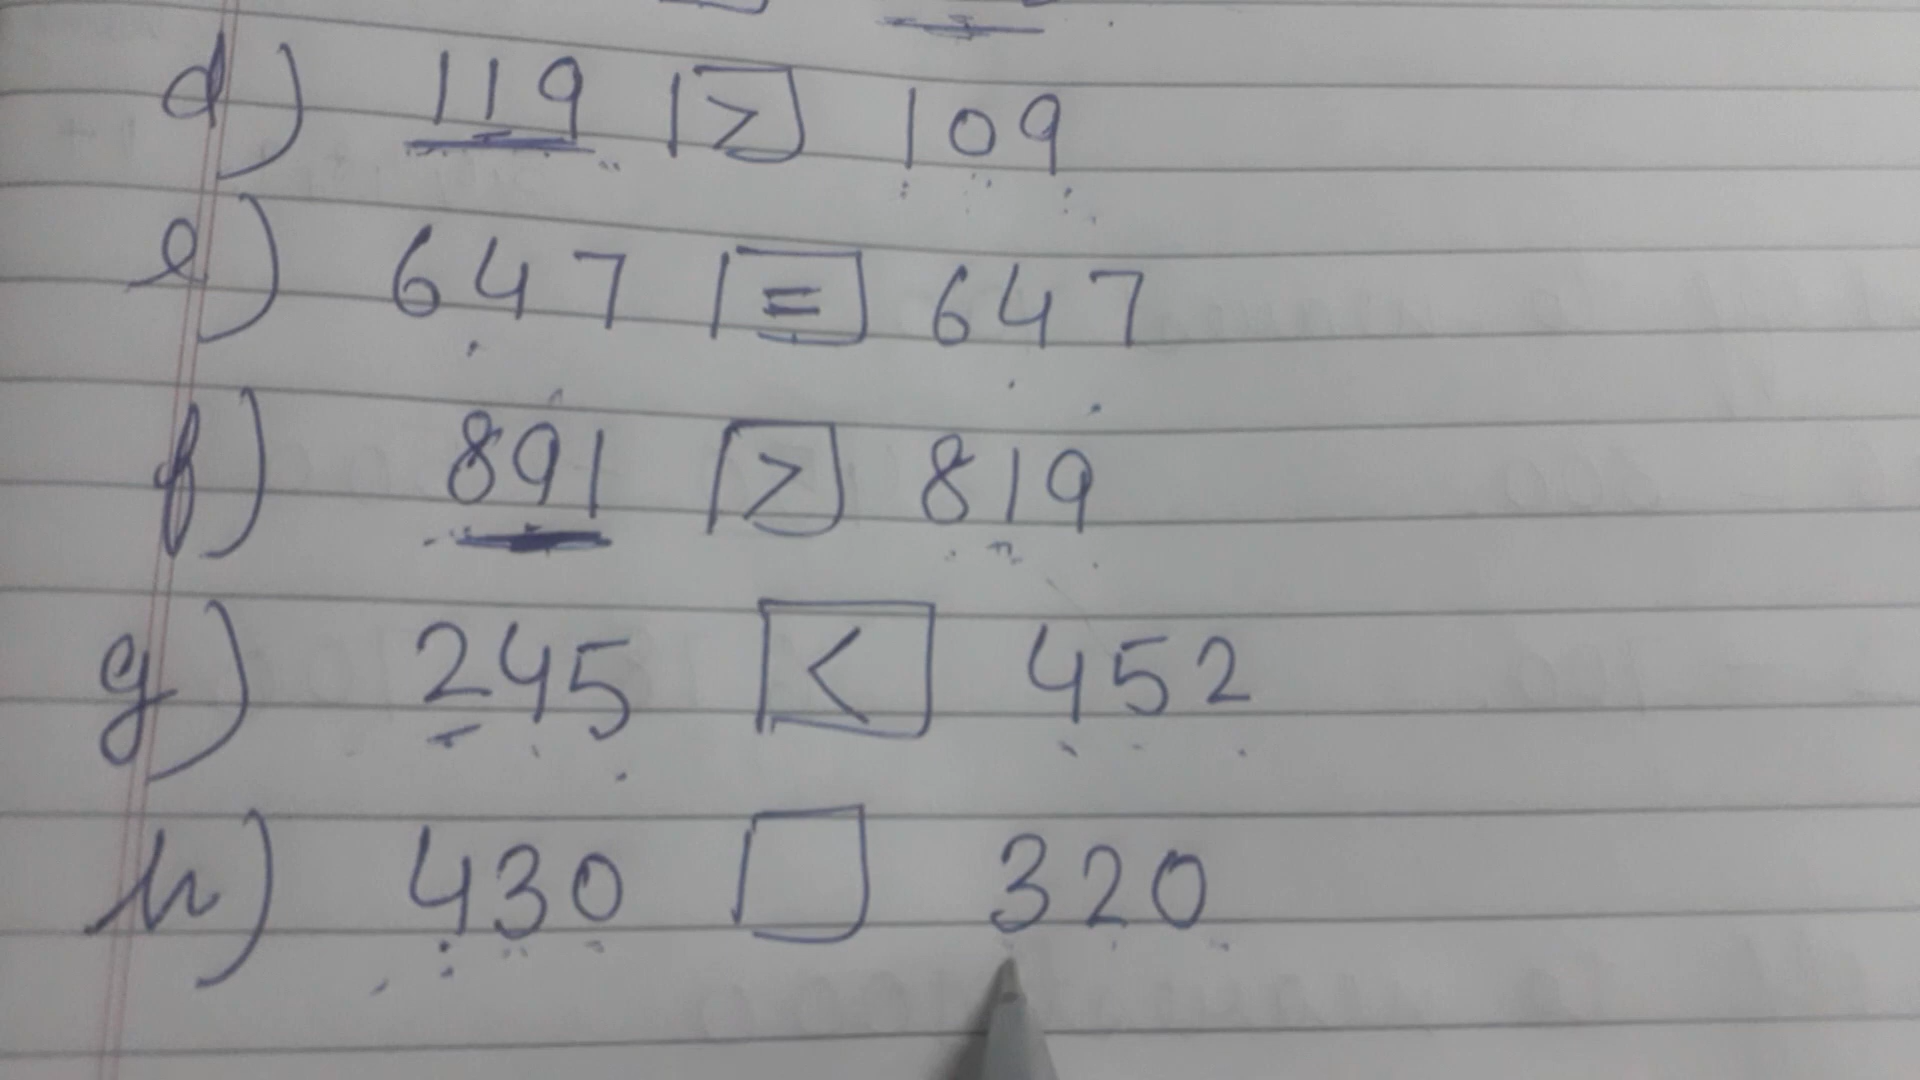 d) 119 > 109
e) 647 = 647
f) 891 > 819
g) 245 < 452
h) 430 □ 320